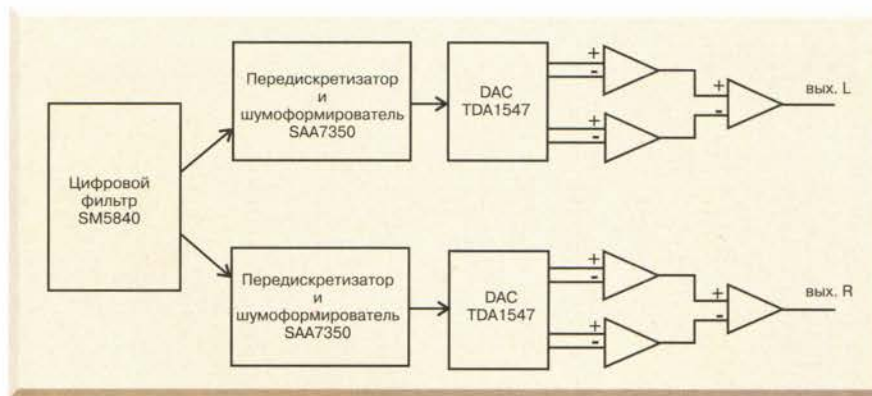 Цифровой
фильтр
SM5840
Передискретизатор
и
шумоформирователь
SAA7350
DAC
TDA1547
+
-
+
-
+
-
вых. L
Передискретизатор
и
шумоформирователь
SAA7350
DAC
TDA1547
+
-
+
-
+
-
вых. R